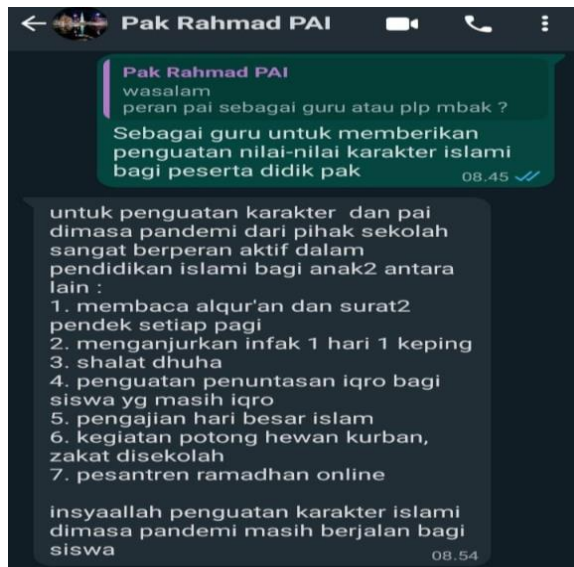 Pak Rahmad PAI
Pak Rahmad PAI
wasalam
peran pai sebagai guru atau plp mbak ?
Sebagai guru untuk memberikan
penguatan nilai-nilai karakter islami
bagi peserta didik pak
08.45
untuk penguatan karakter dan pai
dimasa pandemi dari pihak sekolah
sangat berperan aktif dalam
pendidikan islami bagi anak2 antara
lain :
1. membaca alqur'an dan surat2
pendek setiap pagi
2. menganjurkan infak 1 hari 1 keping
3. shalat dhuha
4. penguatan penuntasan iqro bagi
siswa yg masih iqro
5. pengajian hari besar islam
6. kegiatan potong hewan kurban,
zakat disekolah
7. pesantren ramadhan online
insyaallah penguatan karakter islami
dimasa pandemi masih berjalan bagi
siswa
08.54